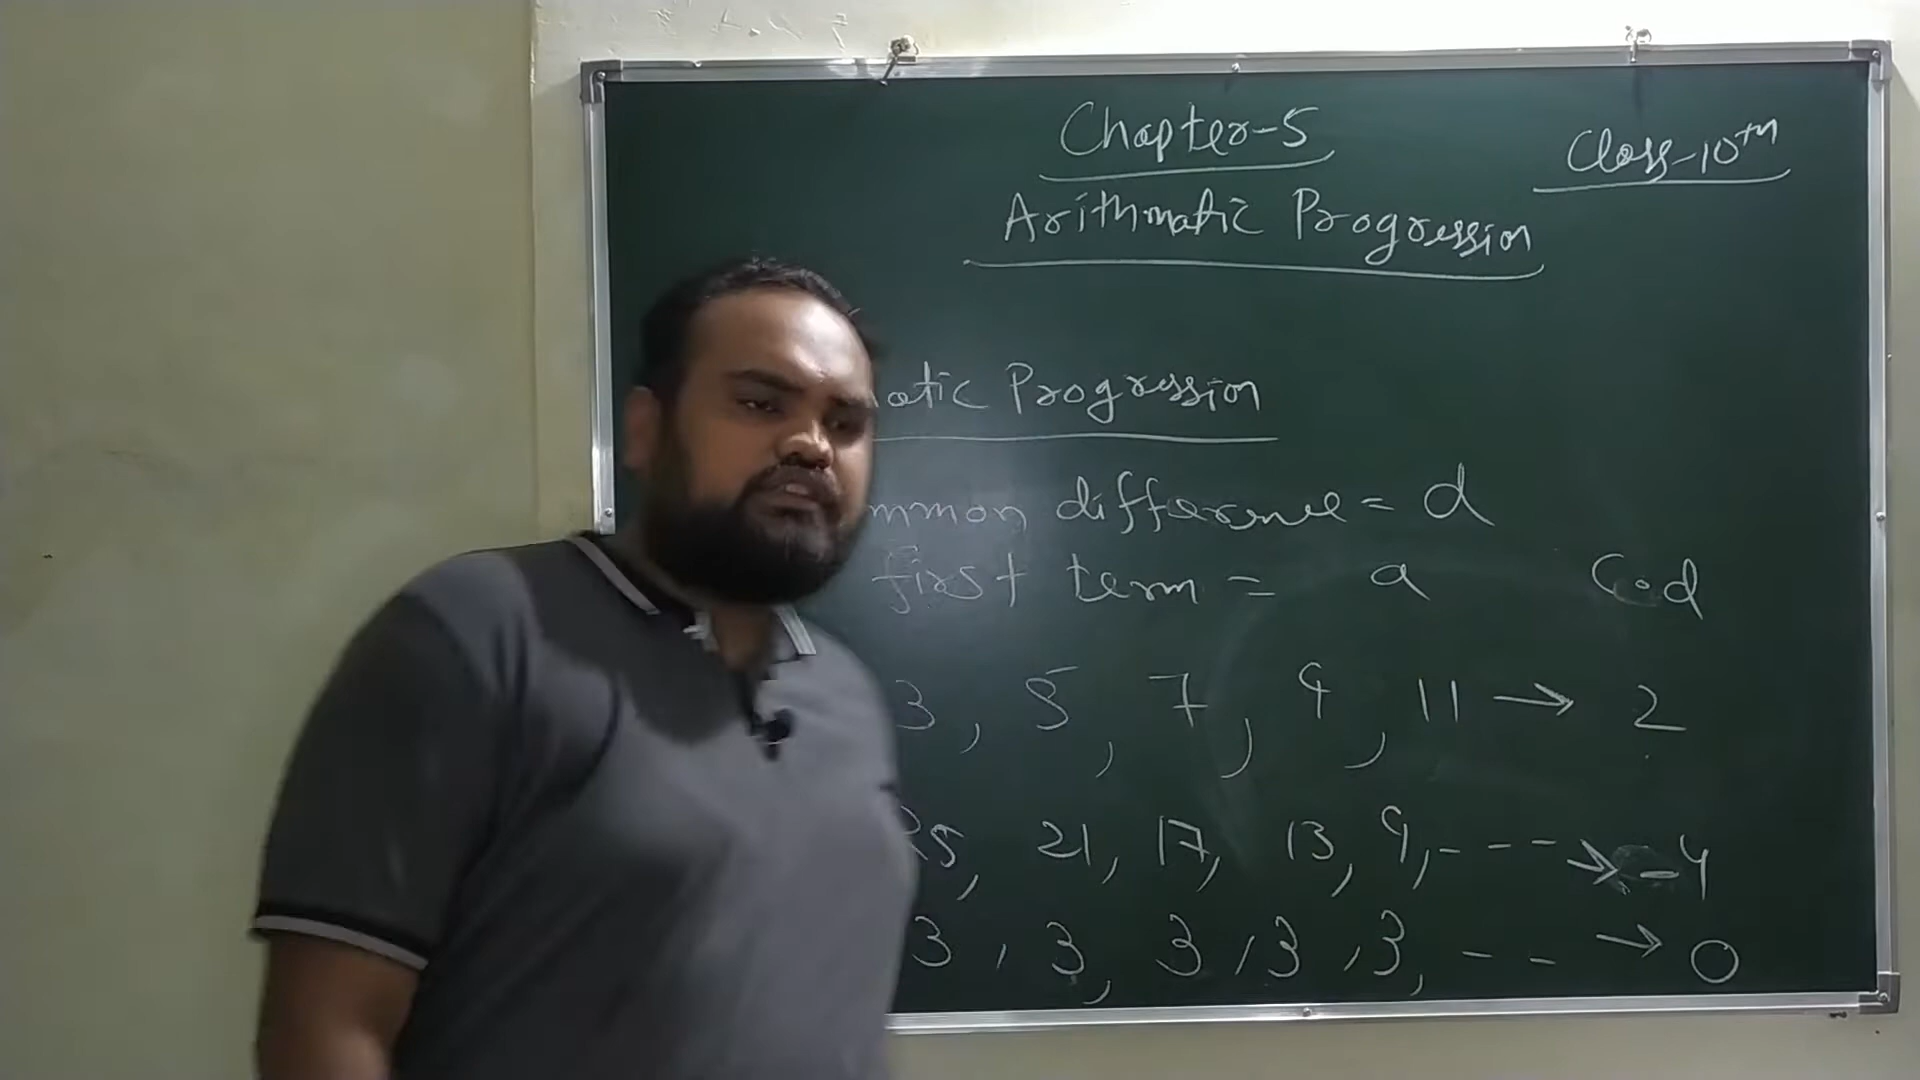 Chapter-5
Class-10th
Arithmatic Progression
matic Progression
mmon difference = d
first term = a C.d
3, 5, 7, 9, 11 → 2
25, 21, 17, 13, 9, - - - → -4
3, 3, 3, 3, 3, - - → 0